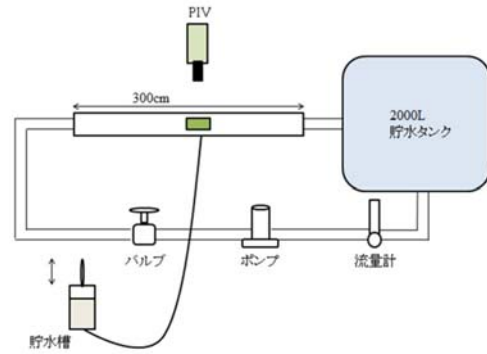 PIV
300cm
2000L
貯水タンク
バルブ
ポンプ
流量計
貯水槽